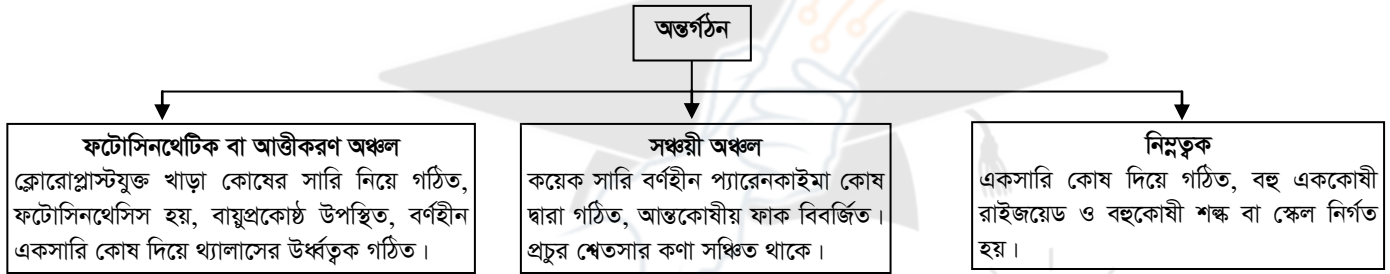 অন্তর্গঠন
ফটোসিনথেটিক বা আত্তীকরণ অঞ্চল
ক্লোরোপ্লাস্টযুক্ত খাড়া কোষের সারি নিয়ে গঠিত,
ফটোসিনথেসিস হয়, বায়ুপ্রকোষ্ঠ উপস্থিত, বর্ণহীন
একসারি কোষ দিয়ে থ্যালাসের উর্ধ্বত্বক গঠিত।
সঞ্চয়ী অঞ্চল
কয়েক সারি বর্ণহীন প্যারেনকাইমা কোষ
দ্বারা গঠিত, আন্তকোষীয় ফাক বিবর্জিত।
প্রচুর শ্বেতসার কণা সঞ্চিত থাকে।
নিম্নত্বক
একসারি কোষ দিয়ে গঠিত, বহু এককোষী
রাইজয়েড ও বহুকোষী শল্ক বা স্কেল নির্গত
হয়।